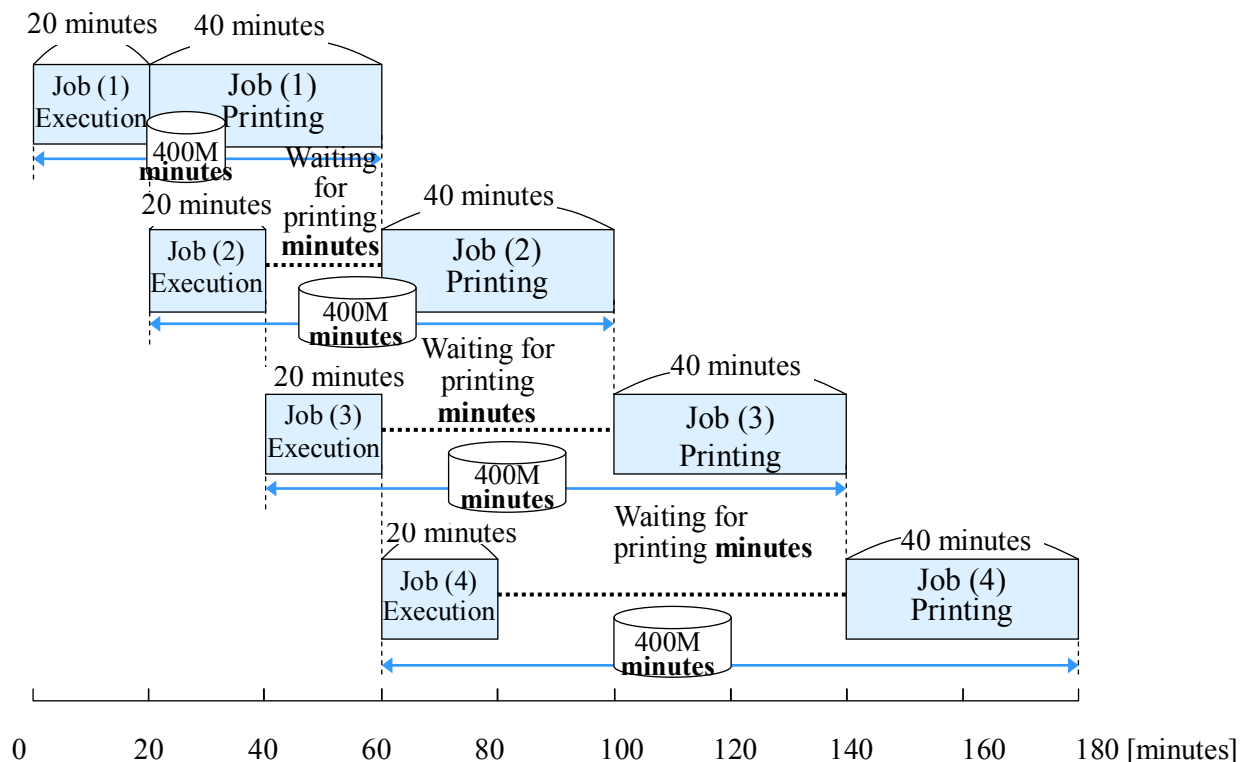 20 minutes 40 minutes
Job (1)
Execution
Job (1)
Printing
400M
minutes
Waiting
for
printing
minutes
20 minutes
40 minutes
Job (2)
Execution
Job (2)
Printing
400M
minutes
Waiting for
printing
minutes
20 minutes
40 minutes
Job (3)
Execution
Job (3)
Printing
400M
minutes
Waiting for
printing minutes
20 minutes
40 minutes
Job (4)
Execution
Job (4)
Printing
400M
minutes
0 20 40 60 80 100 120 140 160 180 [minutes]